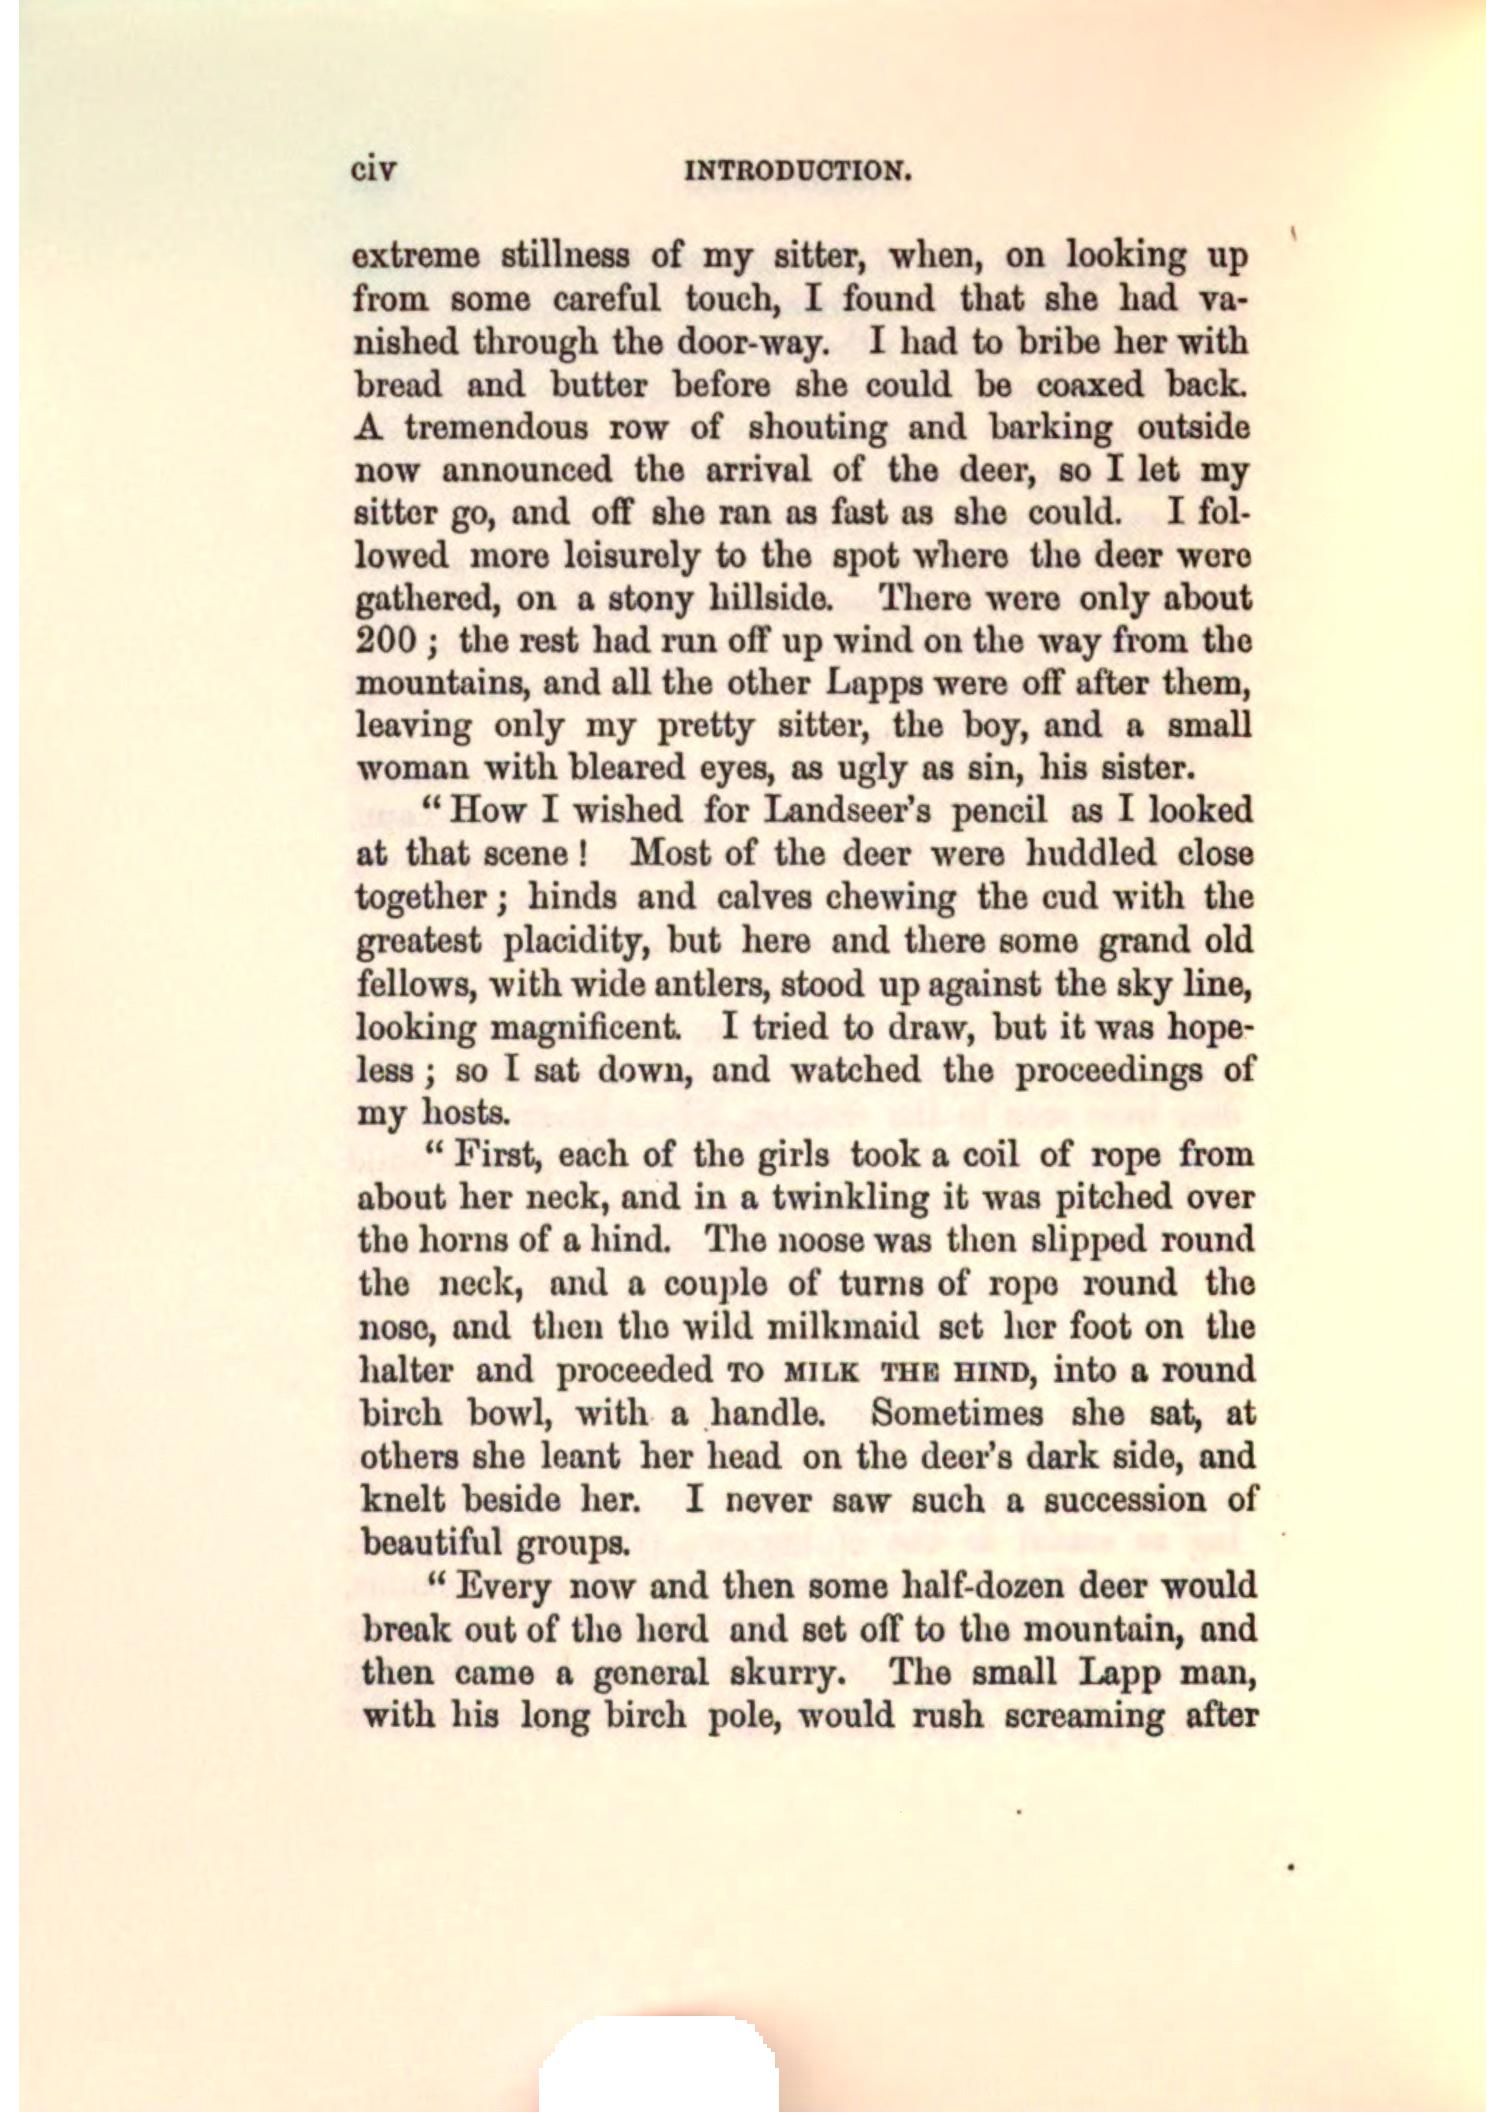 civ INTRODUCTION.
extreme stillness of my sitter, when, on looking up
from some careful touch, I found that she had va-
nished through the door-way. I had to bribe her with
bread and butter before she could be coaxed back.
A tremendous row of shouting and barking outside
now announced the arrival of the deer, so I let my
sitter go, and off she ran as fast as she could. I fol-
lowed more leisurely to the spot where the deer were
gathered, on a stony hillside. There were only about
200 ; the rest had run off up wind on the way from the
mountains, and all the other Lapps were off after them,
leaving only my pretty sitter, the boy, and a small
woman with bleared eyes, as ugly as sin, his sister.
“ How I wished for Landseer’s pencil as I looked
at that scene ! Most of the deer were huddled close
together ; hinds and calves chewing the cud with the
greatest placidity, but here and there some grand old
fellows, with wide antlers, stood up against the sky line,
looking magnificent. I tried to draw, but it was hope-
less ; so I sat down, and watched the proceedings of
my hosts.
“ First, each of the girls took a coil of rope from
about her neck, and in a twinkling it was pitched over
the horns of a hind. The noose was then slipped round
the neck, and a couple of turns of rope round the
nose, and then the wild milkmaid set her foot on the
halter and proceeded TO MILK THE HIND, into a round
birch bowl, with a handle. Sometimes she sat, at
others she leant her head on the deer’s dark side, and
knelt beside her. I never saw such a succession of
beautiful groups.
“ Every now and then some half-dozen deer would
break out of the herd and set off to the mountain, and
then came a general skurry. The small Lapp man,
with his long birch pole, would rush screaming after